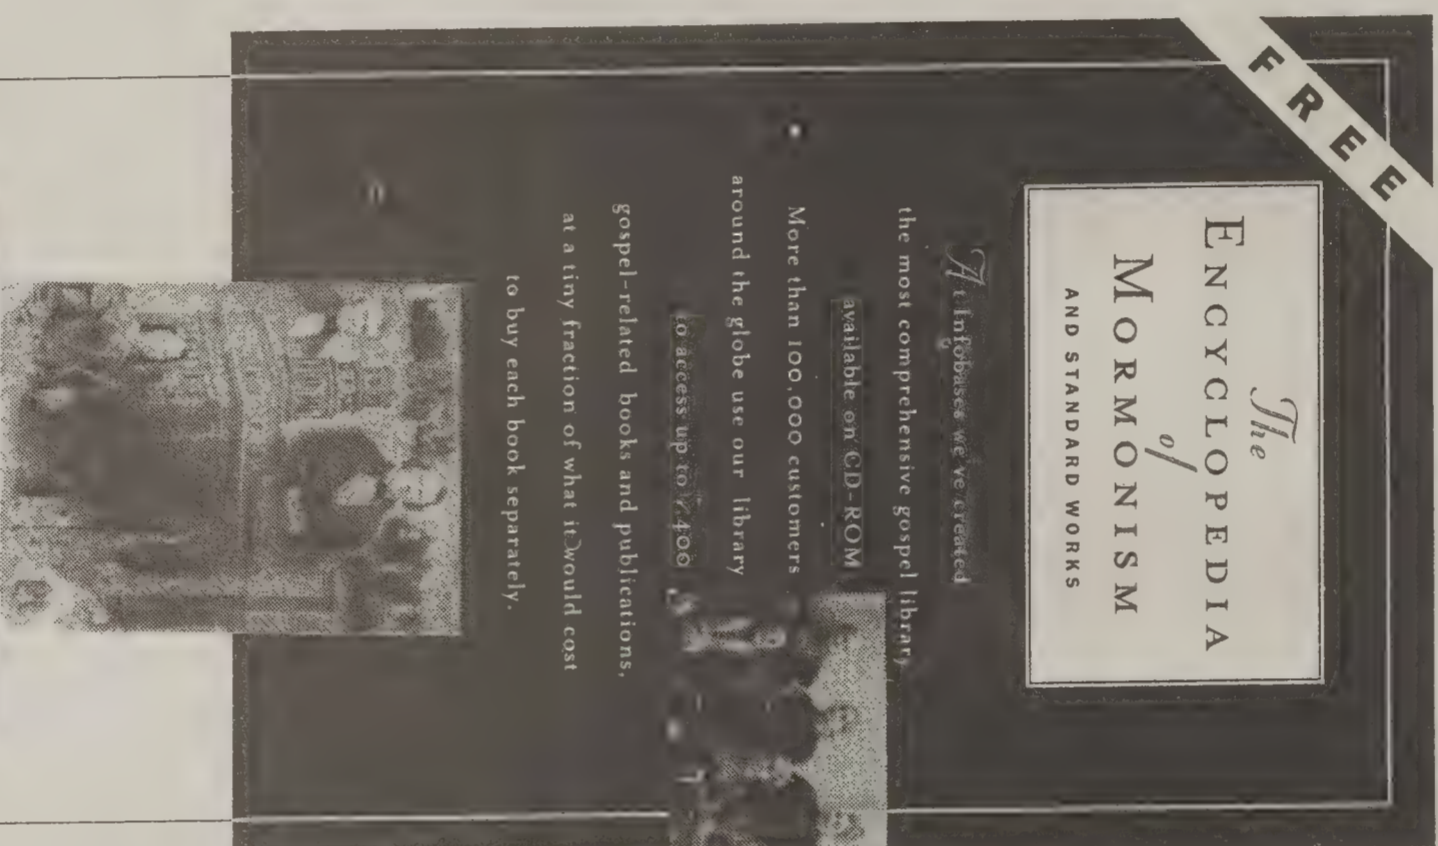 FREE
The
ENCYCLOPEDIA
of
MORMONISM
AND STANDARD WORKS
At Infobases we've created
the most comprehensive gospel library
available on CD-ROM
More than 100,000 customers
around the globe use our library
to access up to
gospel-related books and publications,
at a tiny fraction of what it would cost
to buy each book separately.